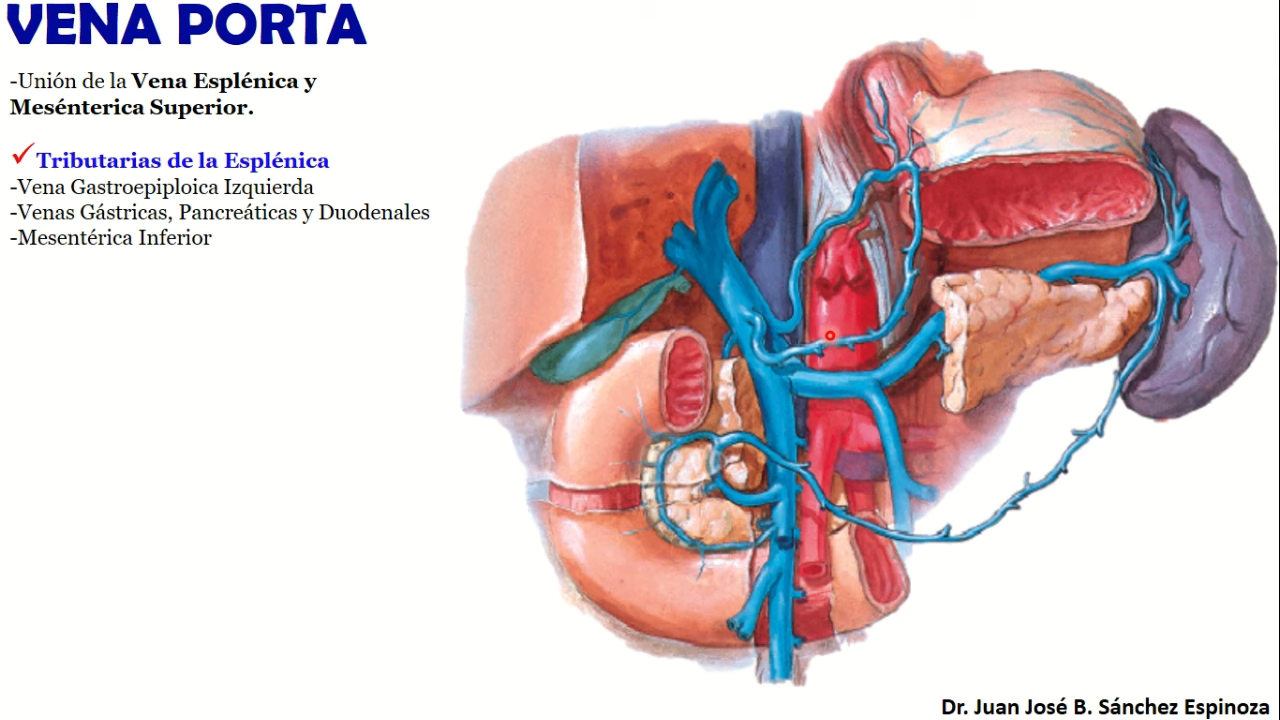 VENA PORTA
-Unión de la Vena Esplénica y
Mesénterica Superior.
Tributarias de la Esplénica
-Vena Gastroepiploica Izquierda
-Venas Gástricas, Pancreáticas y Duodenales
-Mesentérica Inferior
Dr. Juan José B. Sánchez Espinoza